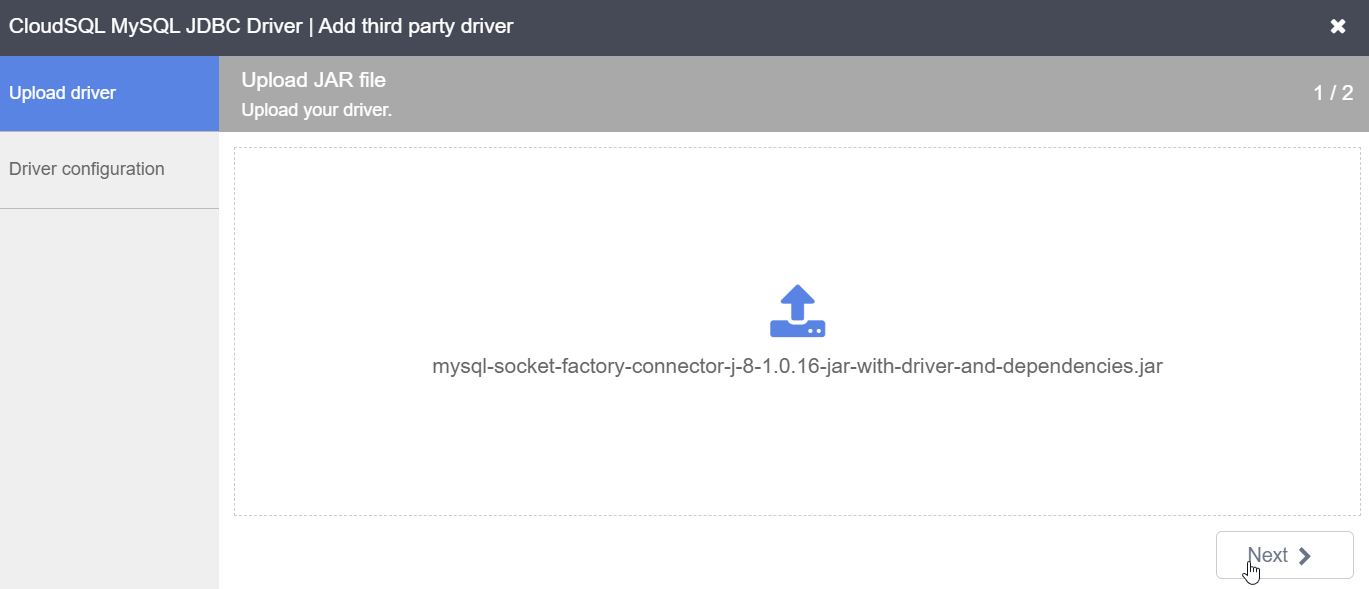 CloudSQL MySQL JDBC Driver | Add third party driver
Upload driver
Driver configuration
Upload JAR file
Upload your driver.
1 / 2
mysql-socket-factory-connector-j-8-1.0.16-jar-with-driver-and-dependencies.jar
Next